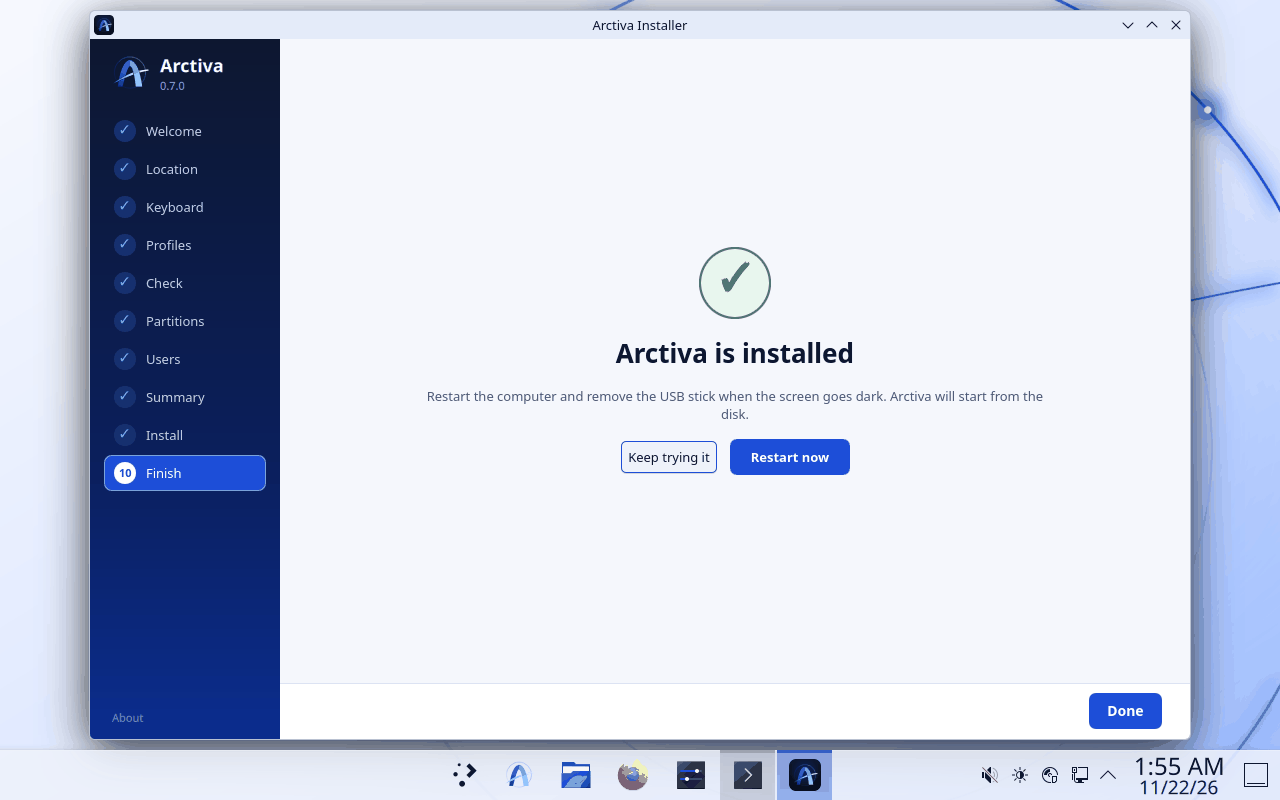 Arctiva Installer
Arctiva
0.7.0
Welcome
Location
Keyboard
Profiles
Check
Partitions
Users
Summary
Install
10 Finish
About
Arctiva is installed
Restart the computer and remove the USB stick when the screen goes dark. Arctiva will start from the
disk.
Keep trying it
Restart now
Done
1:55 AM
11/22/26